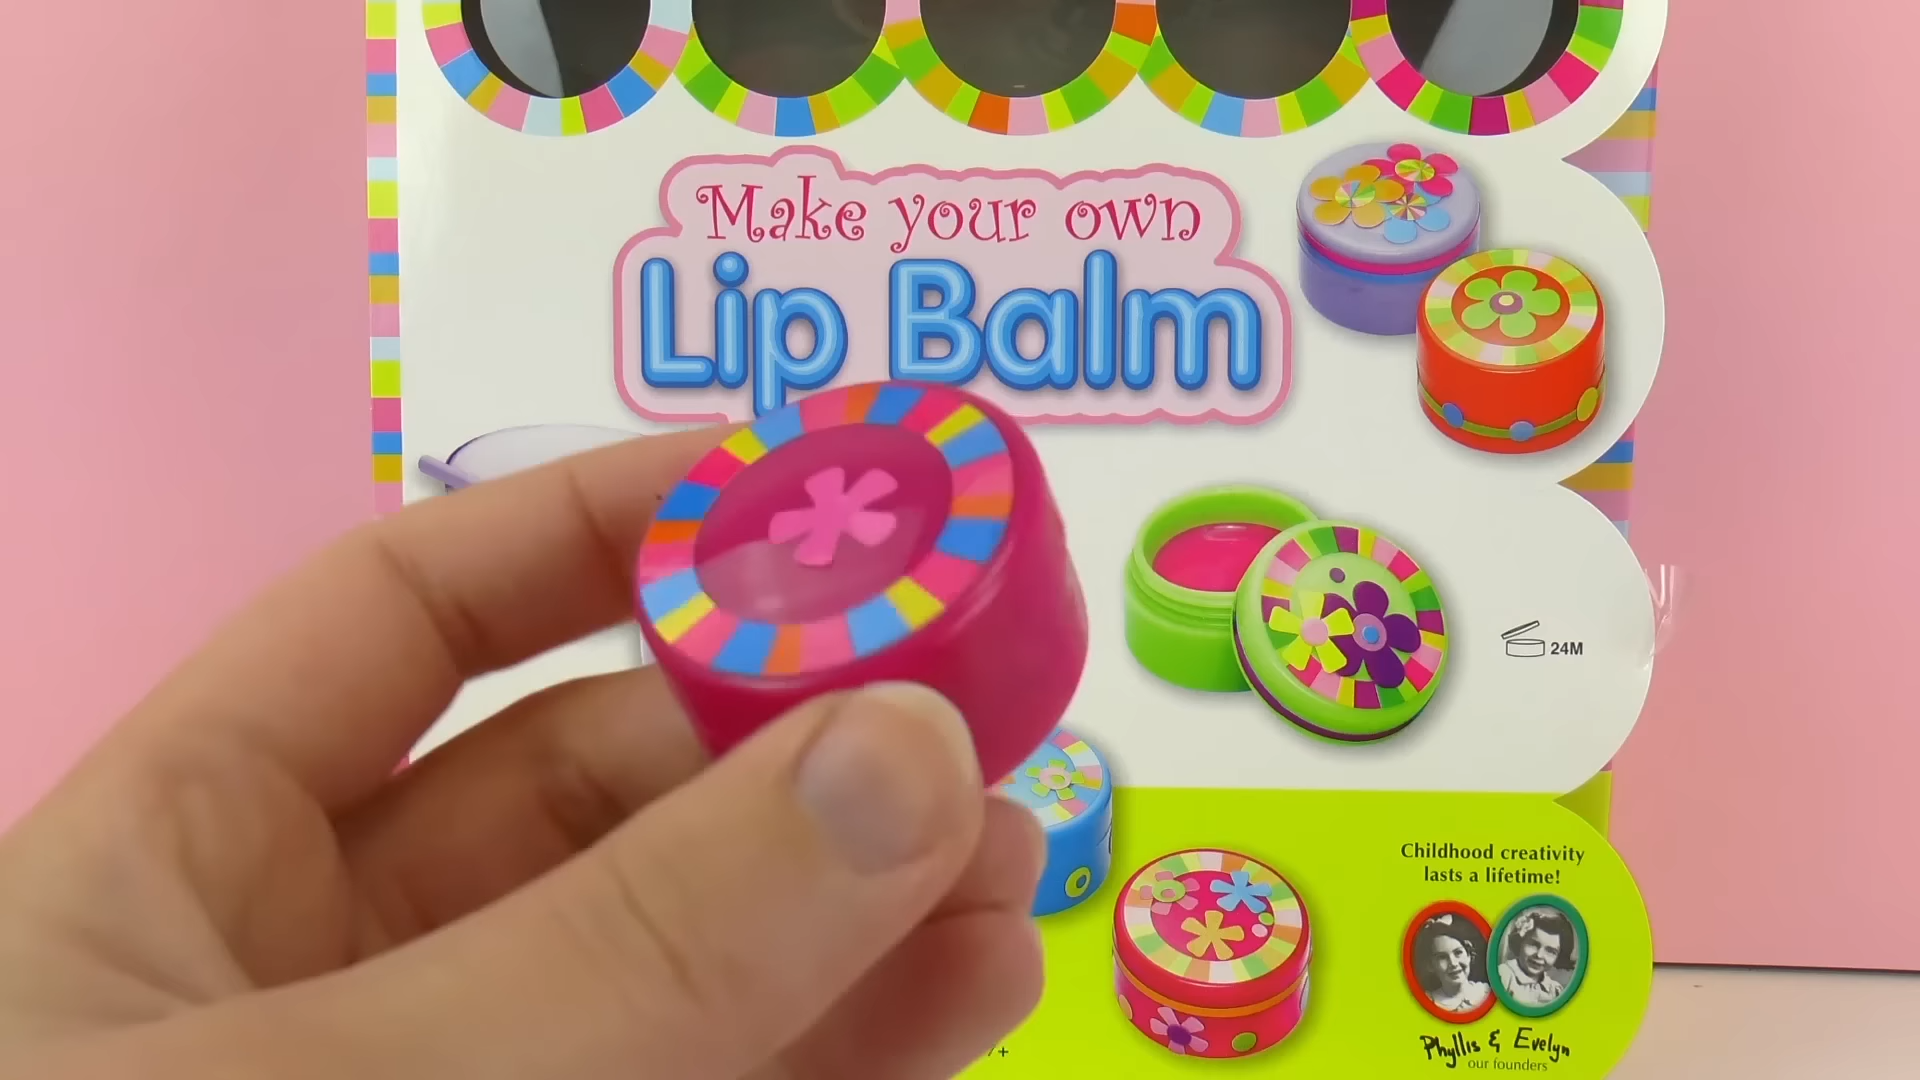 Make your own
Lip Balm
24M
Childhood creativity
lasts a lifetime!
Phyllis & Evelyn
our founders